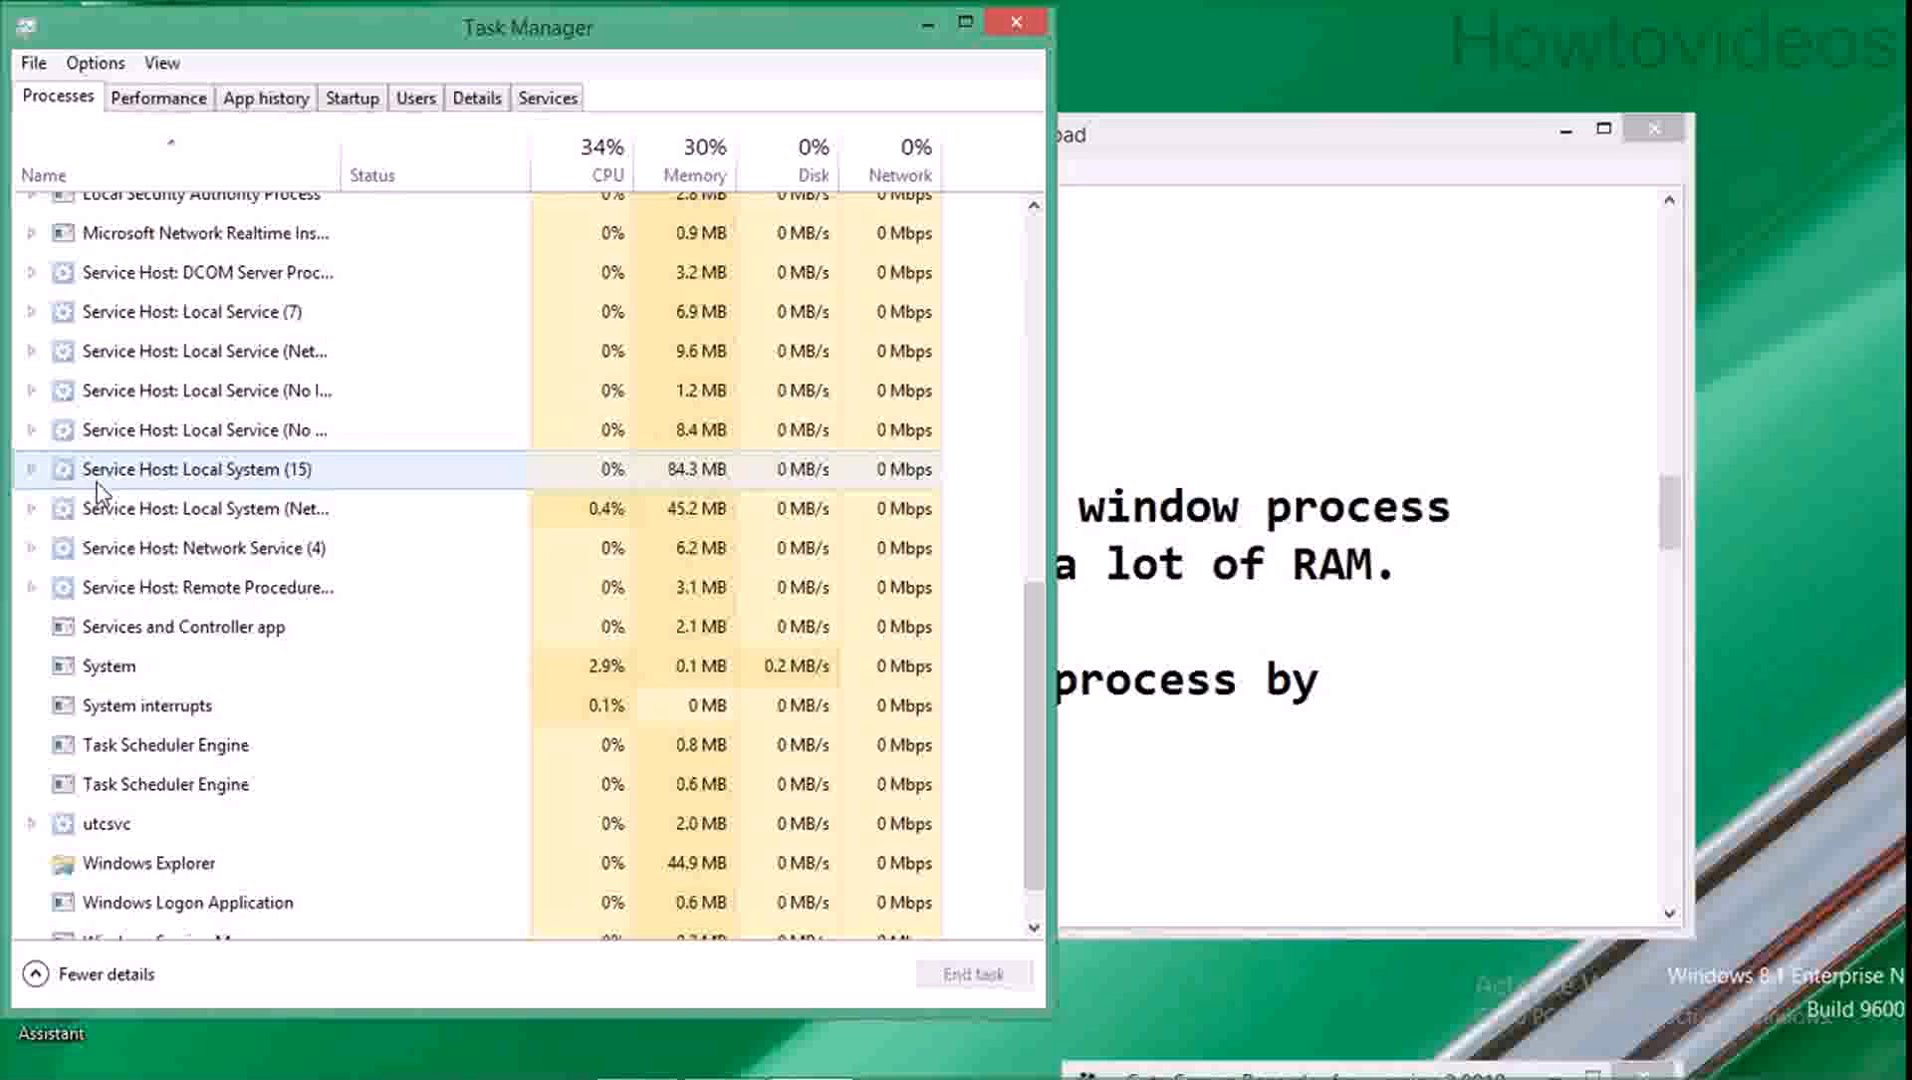 Task Manager
Howtovideos
File Options View
Processes Performance App history Startup Users Details Services
34% 30% 0% 0%
Name Status CPU Memory Disk Network
Local Security Authority Process 0% 2.8 MB 0 MB/s 0 Mbps
Microsoft Network Realtime Ins... 0% 0.9 MB 0 MB/s 0 Mbps
Service Host: DCOM Server Proc... 0% 3.2 MB 0 MB/s 0 Mbps
Service Host: Local Service (7) 0% 6.9 MB 0 MB/s 0 Mbps
Service Host: Local Service (Net... 0% 9.6 MB 0 MB/s 0 Mbps
Service Host: Local Service (No I... 0% 1.2 MB 0 MB/s 0 Mbps
Service Host: Local Service (No ... 0% 8.4 MB 0 MB/s 0 Mbps
Service Host: Local System (15) 0% 84.3 MB 0 MB/s 0 Mbps
Service Host: Local System (Net... 0.4% 45.2 MB 0 MB/s 0 Mbps
Service Host: Network Service (4) 0% 6.2 MB 0 MB/s 0 Mbps
Service Host: Remote Procedure... 0% 3.1 MB 0 MB/s 0 Mbps
Services and Controller app 0% 2.1 MB 0 MB/s 0 Mbps
System 2.9% 0.1 MB 0.2 MB/s 0 Mbps
System interrupts 0.1% 0 MB 0 MB/s 0 Mbps
Task Scheduler Engine 0% 0.8 MB 0 MB/s 0 Mbps
Task Scheduler Engine 0% 0.6 MB 0 MB/s 0 Mbps
utcsvc 0% 2.0 MB 0 MB/s 0 Mbps
Windows Explorer 0% 44.9 MB 0 MB/s 0 Mbps
Windows Logon Application 0% 0.6 MB 0 MB/s 0 Mbps
Fewer details End task
Assistant
window process
a lot of RAM.
process by
Windows 8.1 Enterprise N
Build 9600